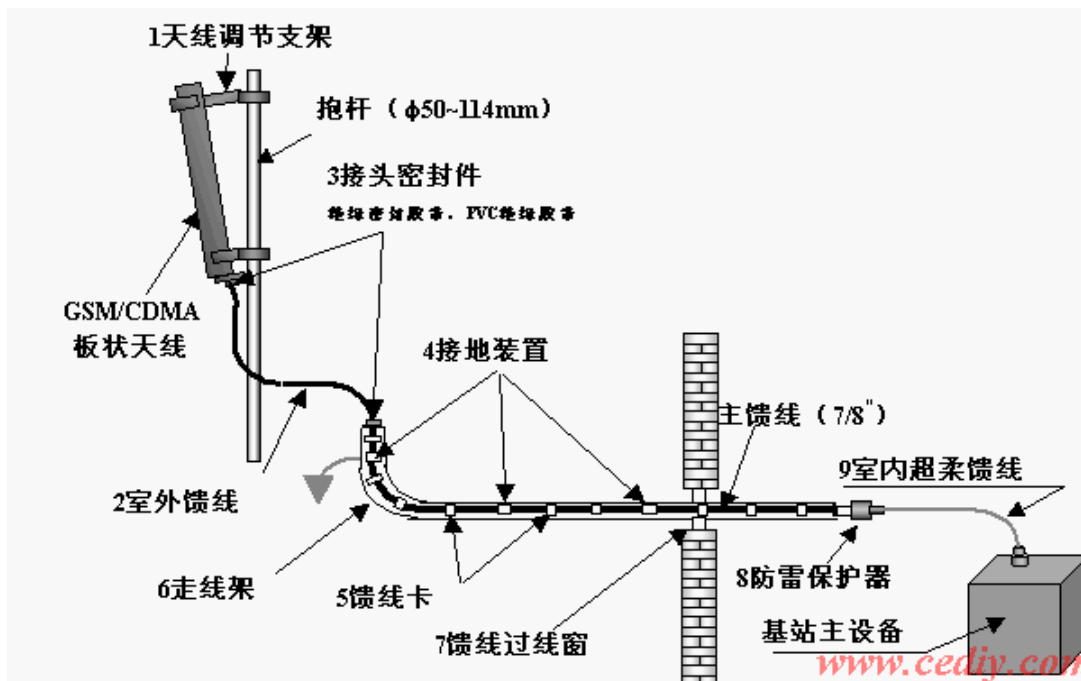 1天线调节支架
抱杆（ф50~114mm）
3接头密封件
绝缘密封胶带，PVC绝缘胶带
GSM/CDMA
板状天线
4接地装置
主馈线（7/8"）
9室内超柔馈线
2室外馈线
6走线架
5馈线卡
8防雷保护器
7馈线过线窗
基站主设备
www.cediy.com